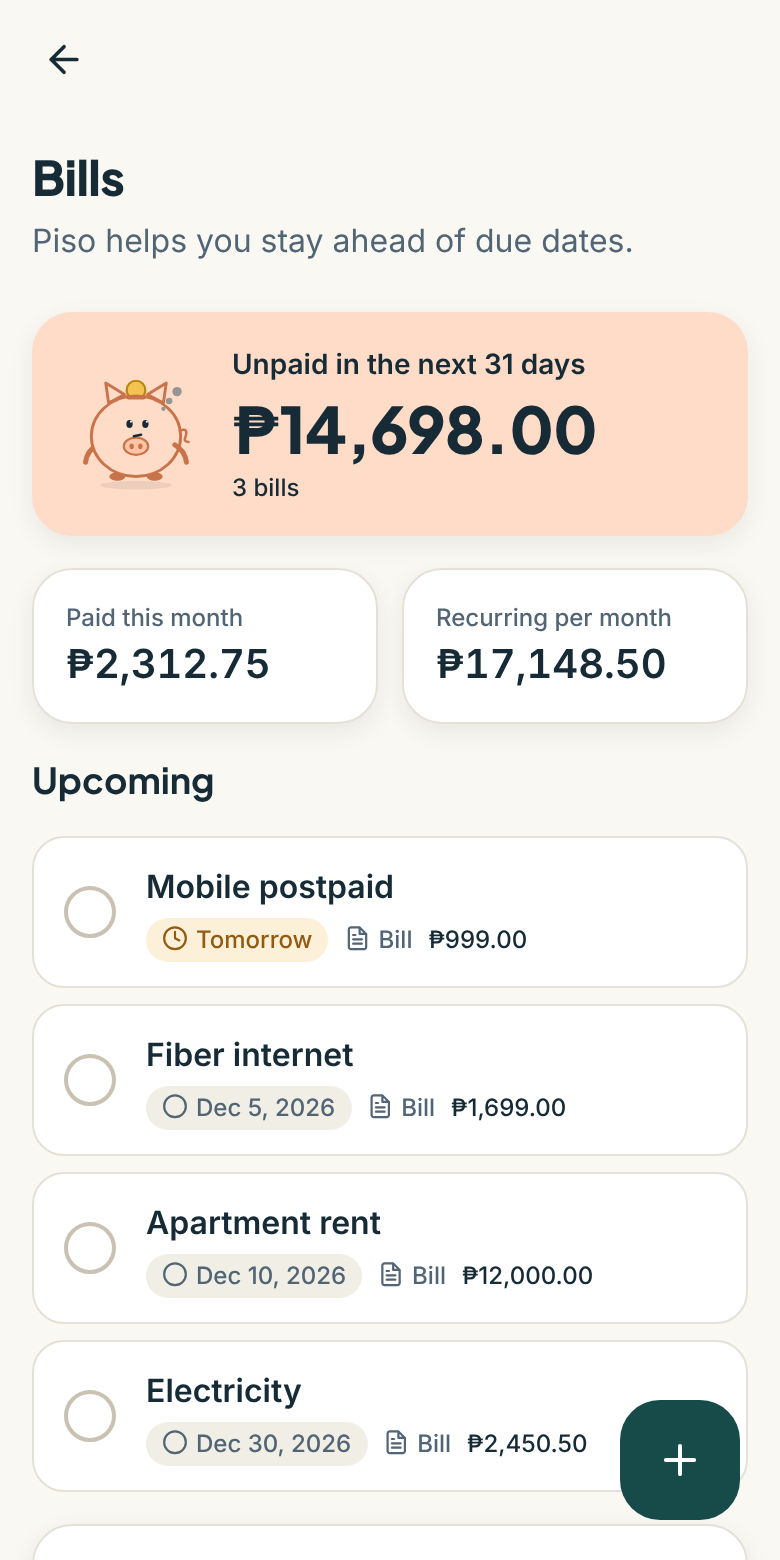 Bills
Piso helps you stay ahead of due dates.
Unpaid in the next 31 days
₱14,698.00
3 bills
Paid this month
₱2,312.75
Recurring per month
₱17,148.50
Upcoming
Mobile postpaid
Tomorrow Bill ₱999.00
Fiber internet
Dec 5, 2026 Bill ₱1,699.00
Apartment rent
Dec 10, 2026 Bill ₱12,000.00
Electricity
Dec 30, 2026 Bill ₱2,450.50